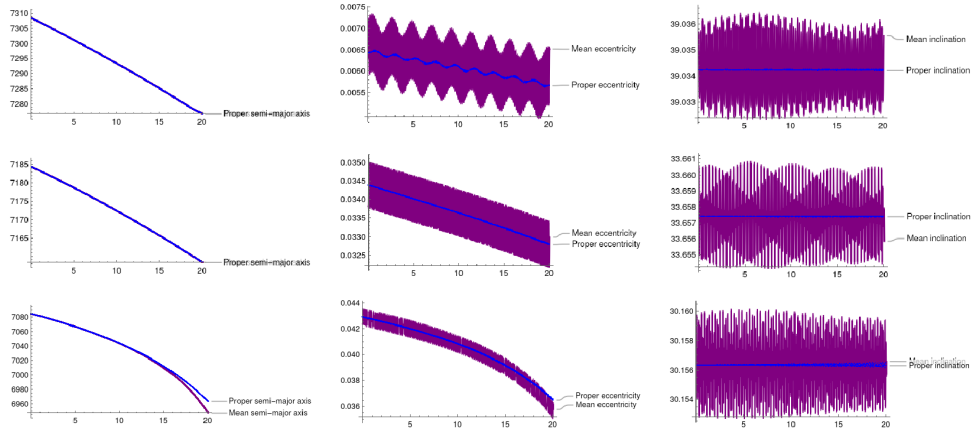 7310
7305
7300
7295
7290
7285
7280
5 10 15 20
Proper semi-major axis
0.0075
0.0065
0.0055
5 10 15 20
Mean eccentricity
Proper eccentricity
39.036
39.035
39.034
39.033
5 10 15 20
Mean inclination
Proper inclination
7185
7180
7175
7170
7165
5 10 15 20
Proper semi-major axis
0.0350
0.0345
0.0340
0.0335
0.0330
0.0325
5 10 15 20
Mean eccentricity
Proper eccentricity
33.661
33.660
33.659
33.658
33.657
33.656
33.655
5 10 15 20
Proper inclination
Mean inclination
7080
7060
7040
7020
7000
6980
6960
5 10 15 20
Proper semi-major axis
Mean semi-major axis
0.044
0.042
0.040
0.038
0.036
5 10 15 20
Proper eccentricity
Mean eccentricity
30.160
30.158
30.156
30.154
5 10 15 20
Mean inclination
Proper inclination